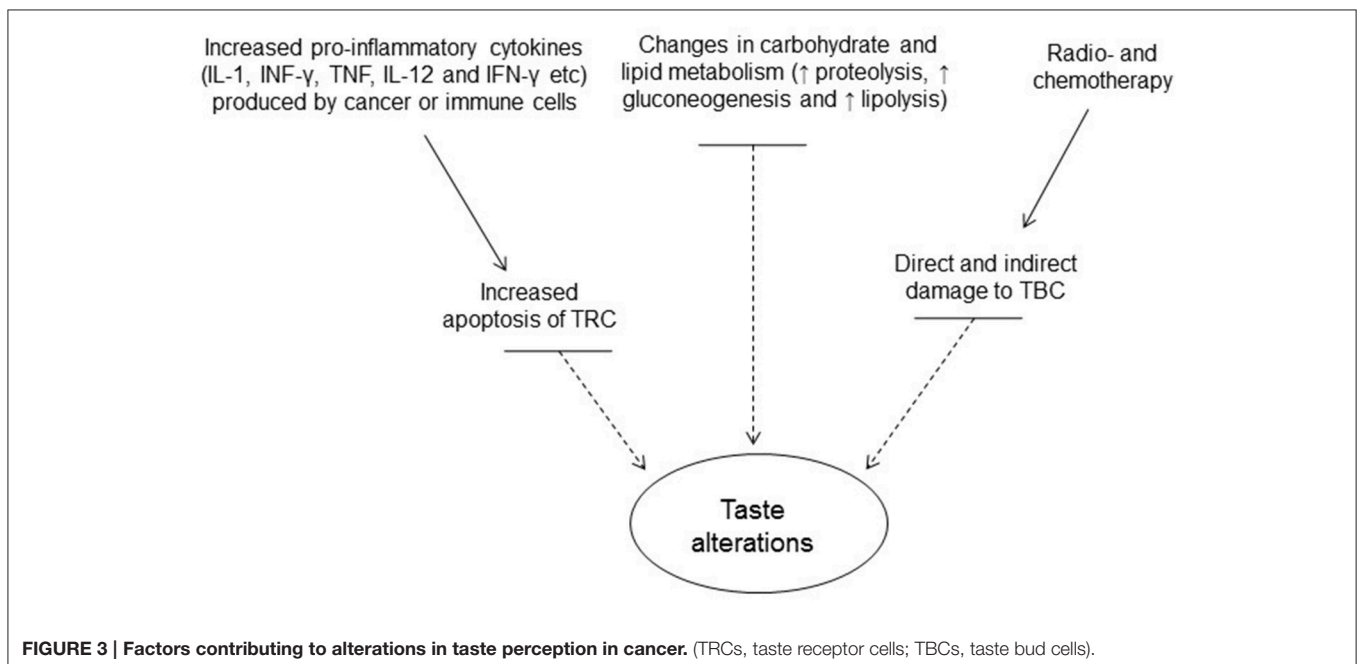 Increased pro-inflammatory cytokines
(IL-1, INF-γ, TNF, IL-12 and IFN-γ etc)
produced by cancer or immune cells
Changes in carbohydrate and
lipid metabolism (↑ proteolysis, ↑
gluconeogenesis and ↑ lipolysis)
Radio- and
chemotherapy
Increased
apoptosis of TRC
Direct and indirect
damage to TBC
Taste
alterations
FIGURE 3 | Factors contributing to alterations in taste perception in cancer. (TRCs, taste receptor cells; TBCs, taste bud cells).